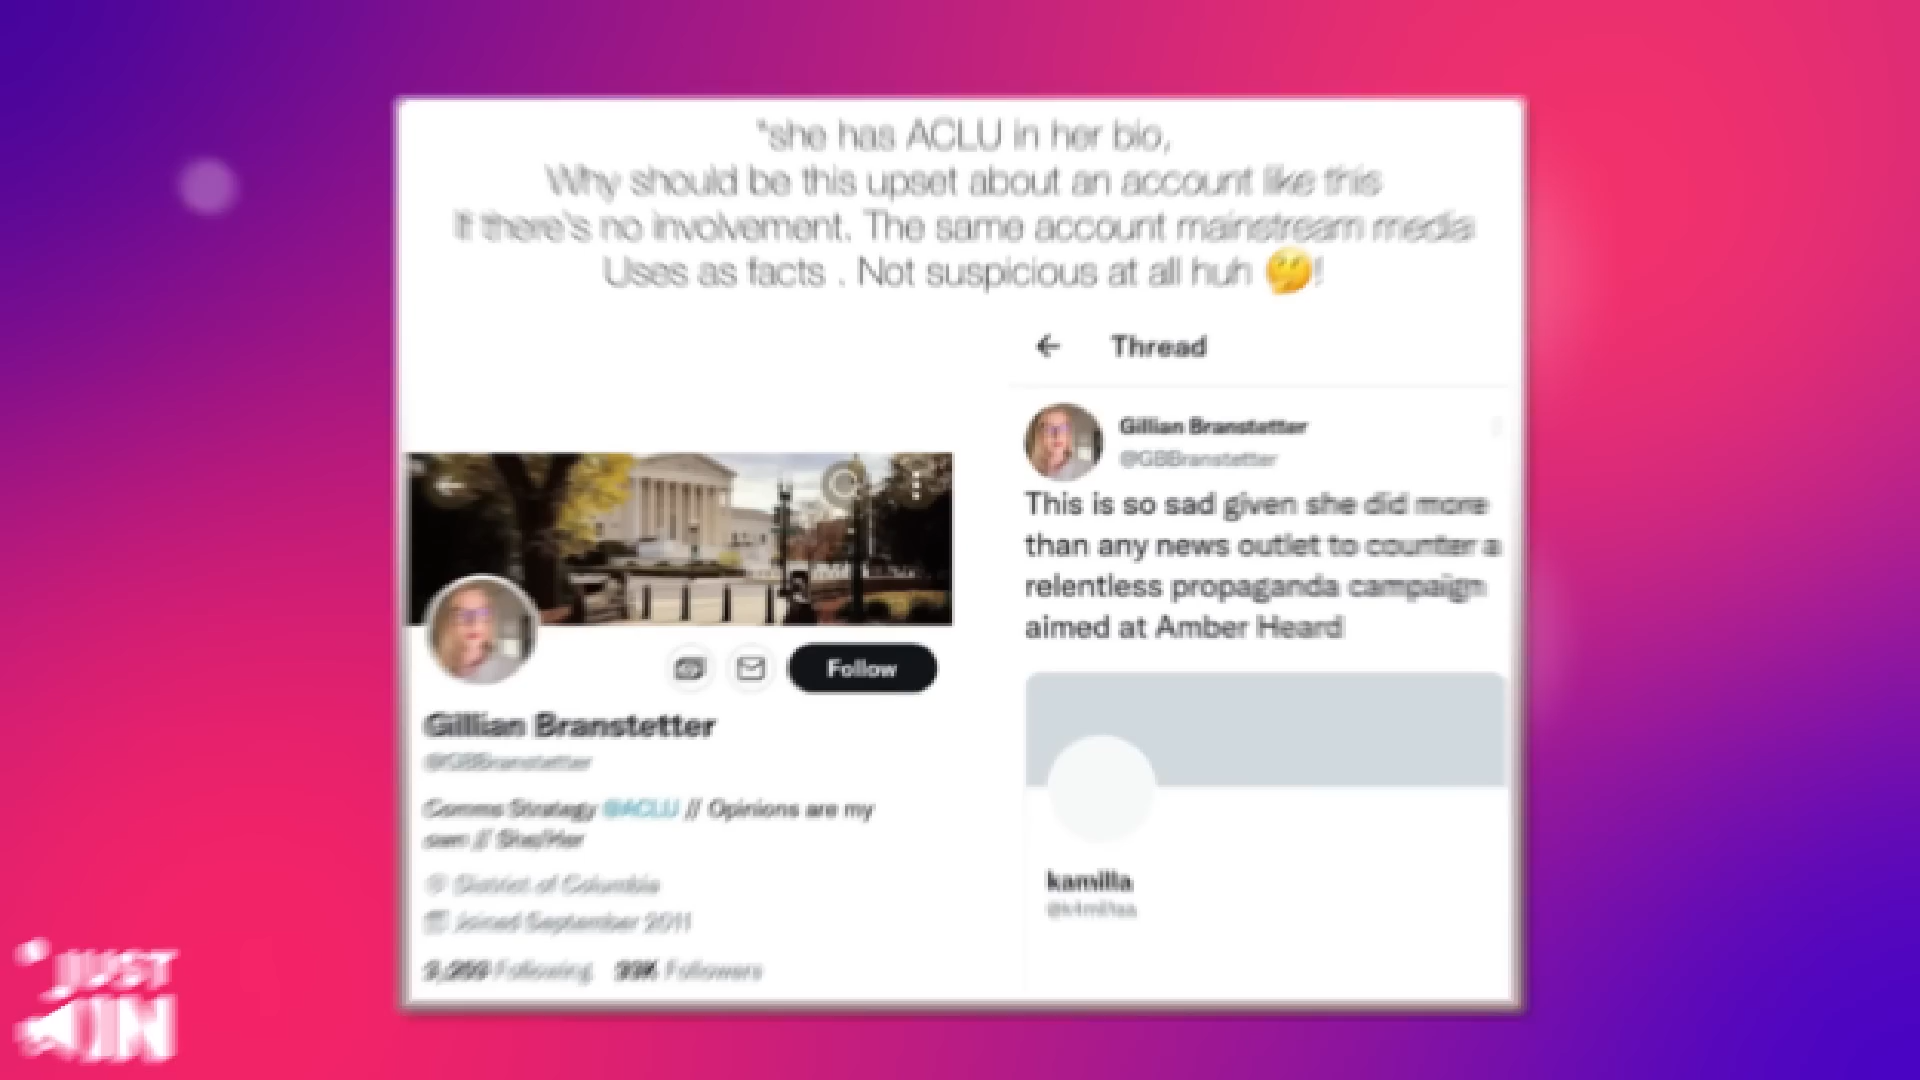 "she has ACLU in her bio,
Why should be this upset about an account like this
If there's no involvement. The same account mainstream media
Uses as facts . Not suspicious at all huh 🤔!
Thread
Gillian Branstetter
@GBBranstetter
This is so sad given she did more
than any news outlet to counter a
relentless propaganda campaign
aimed at Amber Heard
Follow
Gillian Branstetter
@GBBranstetter
Comms Strategy @ACLU // Opinions are my
own // She/Her
District of Columbia
Joined September 2011
Following Followers
kamilla
JUST
IN